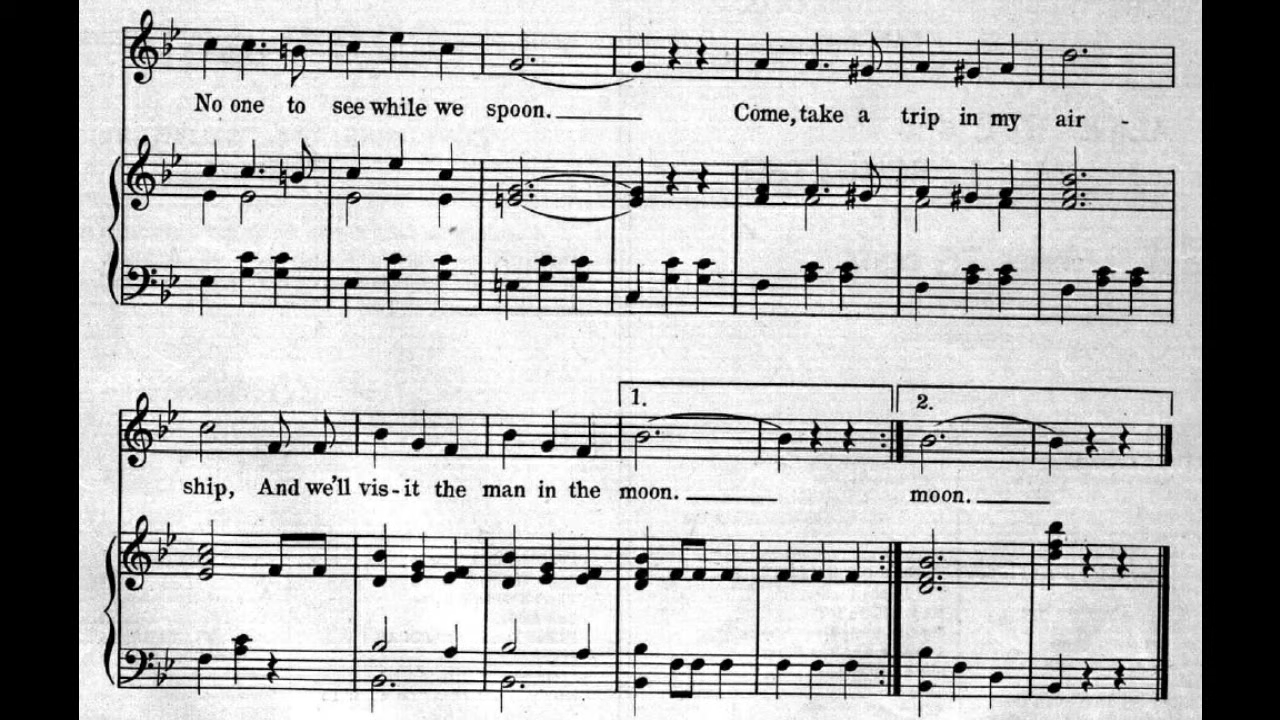 No one to see while we spoon. Come, take a trip in my air -
1. 2.
ship, And we'll vis - it the man in the moon. moon.